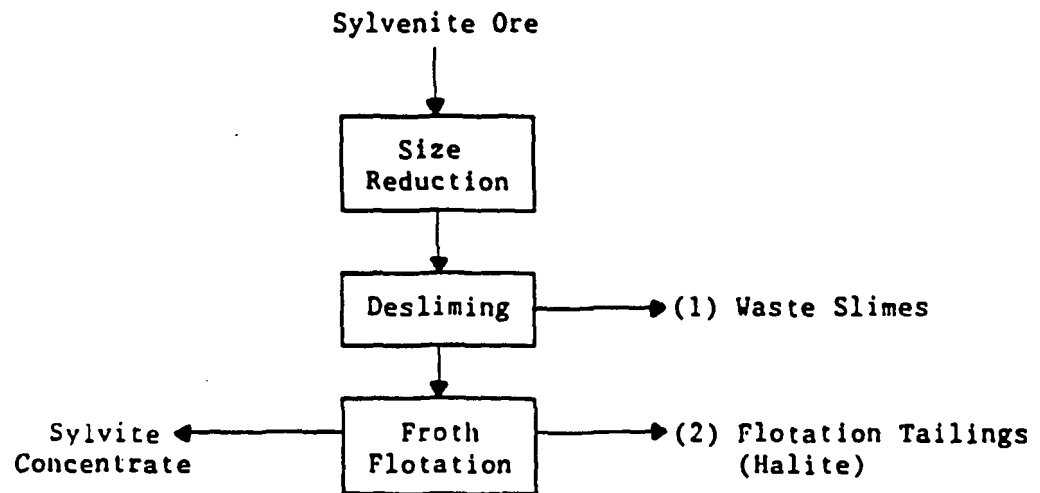 Sylvenite Ore
Size
Reduction
Desliming
(1) Waste Slimes
Sylvite
Concentrate
Froth
Flotation
(2) Flotation Tailings
(Halite)